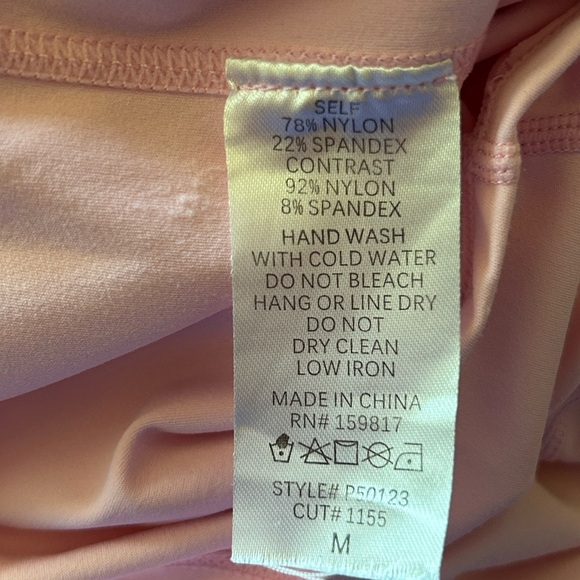 SELF
78% NYLON
22% SPANDEX
CONTRAST
92% NYLON
8% SPANDEX
HAND WASH
WITH COLD WATER
DO NOT BLEACH
HANG OR LINE DRY
DO NOT
DRY CLEAN
LOW IRON
MADE IN CHINA
RN# 159817
STYLE# P50123
CUT# 1155
M